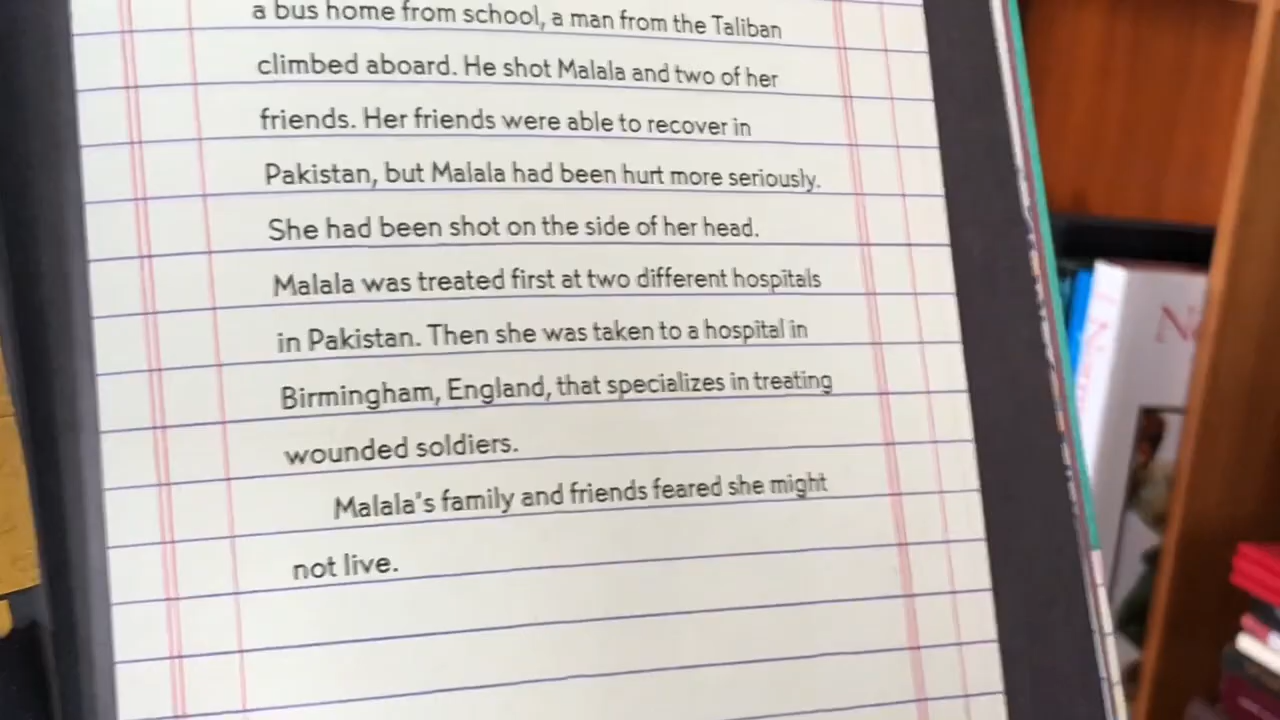 a bus home from school, a man from the Taliban
climbed aboard. He shot Malala and two of her
friends. Her friends were able to recover in
Pakistan, but Malala had been hurt more seriously.
She had been shot on the side of her head.
Malala was treated first at two different hospitals
in Pakistan. Then she was taken to a hospital in
Birmingham, England, that specializes in treating
wounded soldiers.
Malala's family and friends feared she might
not live.